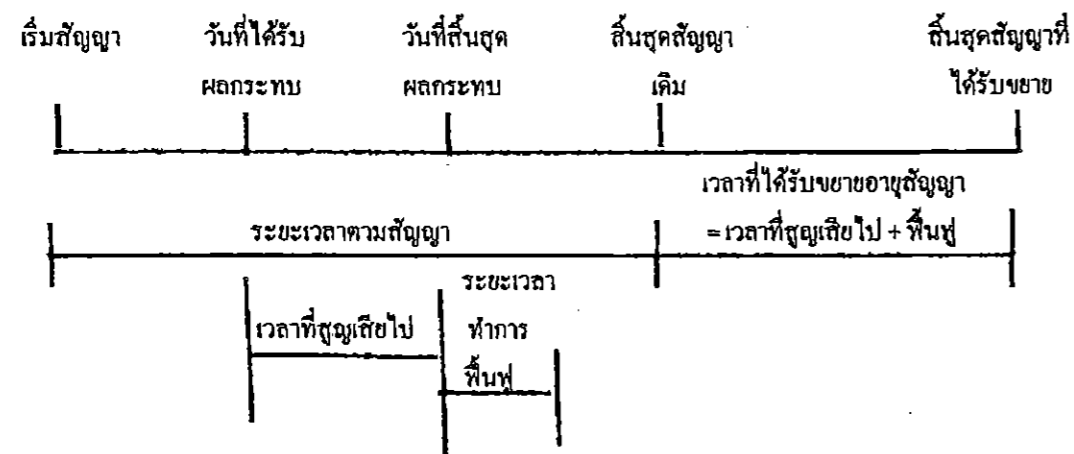 เริ่มสัญญา วันที่ได้รับ วันที่สิ้นสุด สิ้นสุดสัญญา สิ้นสุดสัญญาที่
ผลกระทบ ผลกระทบ เดิม ได้รับขยาย
เวลาที่ได้รับขยายอายุสัญญา
ระยะเวลาตามสัญญา = เวลาที่สูญเสียไป + ฟื้นฟู
ระยะเวลา
เวลาที่สูญเสียไป ทำการ
ฟื้นฟู